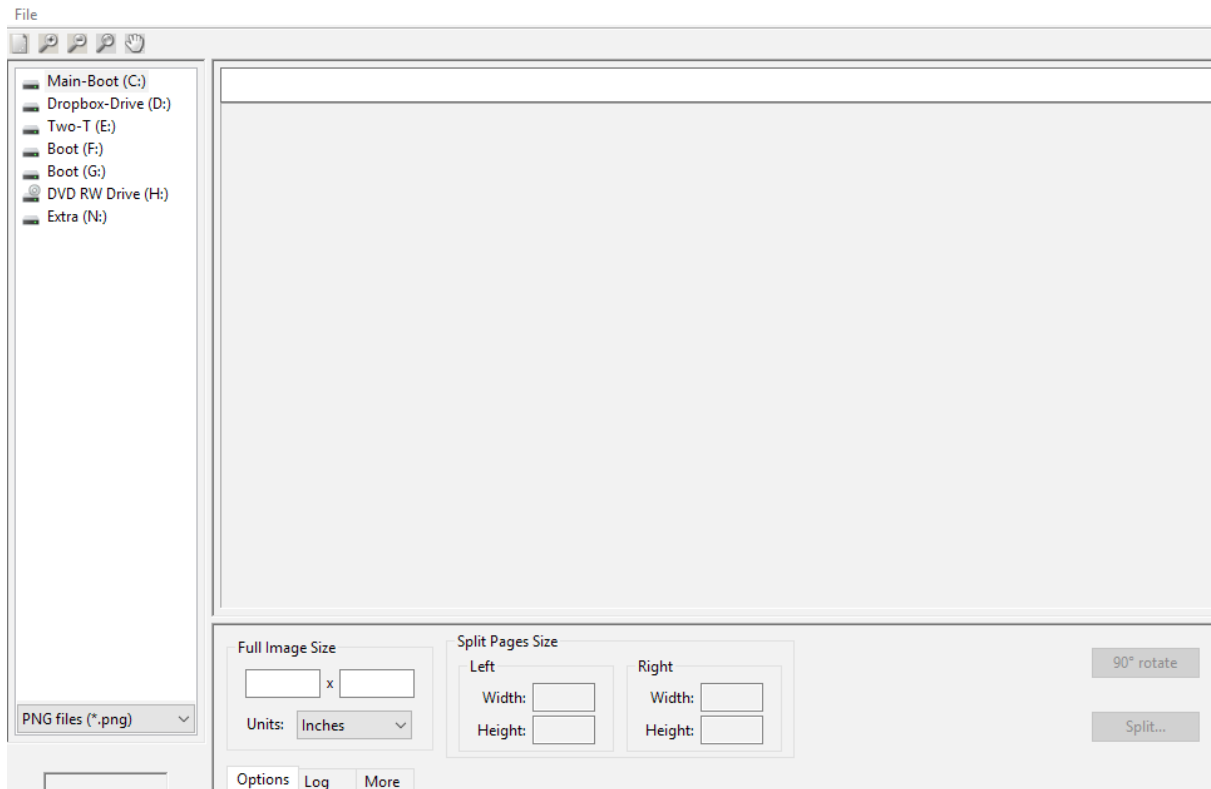 File
Main-Boot (C:)
Dropbox-Drive (D:)
Two-T (E:)
Boot (F:)
Boot (G:)
DVD RW Drive (H:)
Extra (N:)
PNG files (*.png)
Full Image Size
x
Units: Inches
Split Pages Size
Left
Width:
Height:
Right
Width:
Height:
90° rotate
Split...
Options Log More